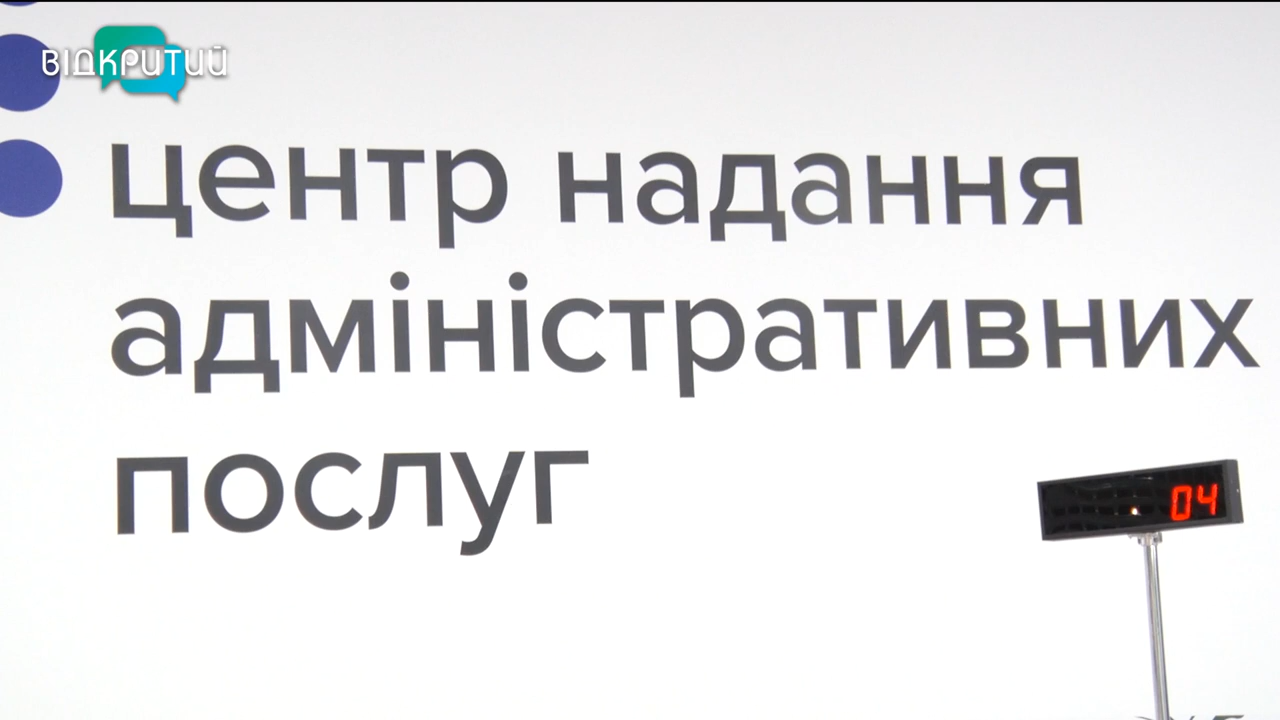 ВІДКРИТИЙ
центр надання
адміністративних
послуг
04